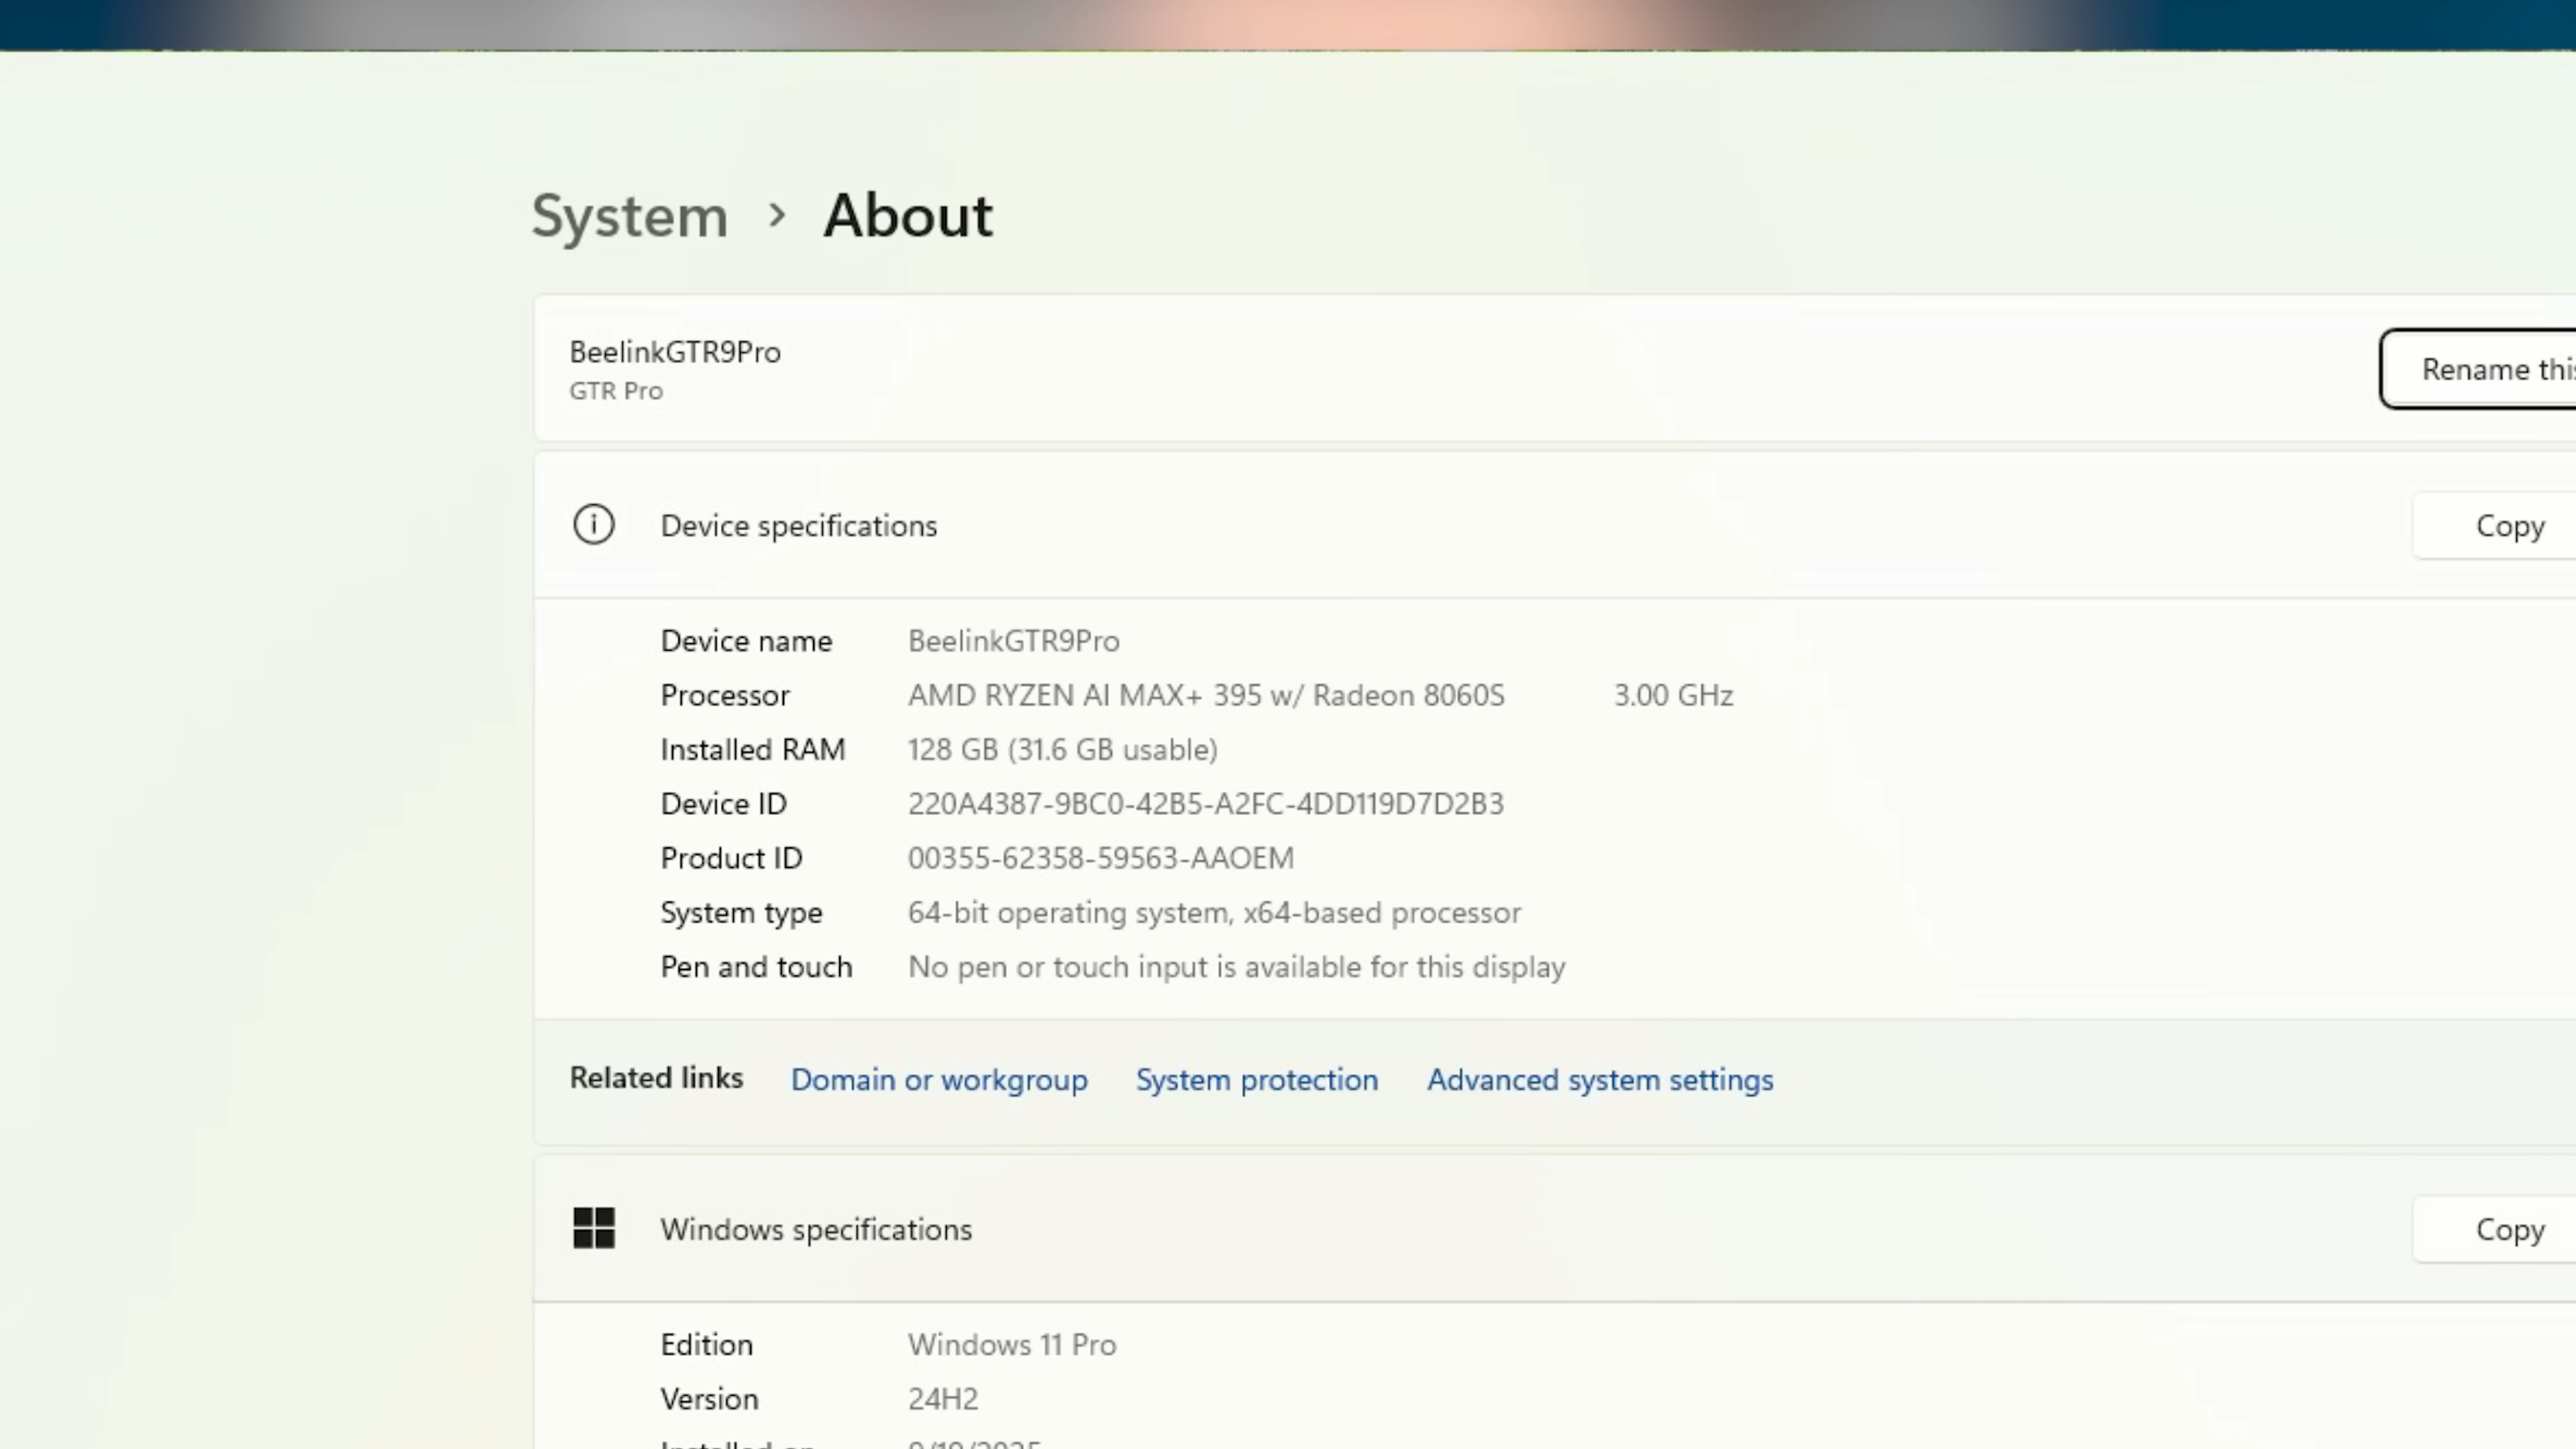 System > About
BeelinkGTR9Pro
GTR Pro
Rename this
Device specifications
Copy
Device name BeelinkGTR9Pro
Processor AMD RYZEN AI MAX+ 395 w/ Radeon 8060S 3.00 GHz
Installed RAM 128 GB (31.6 GB usable)
Device ID 220A4387-9BC0-42B5-A2FC-4DD119D7D2B3
Product ID 00355-62358-59563-AAOEM
System type 64-bit operating system, x64-based processor
Pen and touch No pen or touch input is available for this display
Related links Domain or workgroup System protection Advanced system settings
Windows specifications
Copy
Edition Windows 11 Pro
Version 24H2